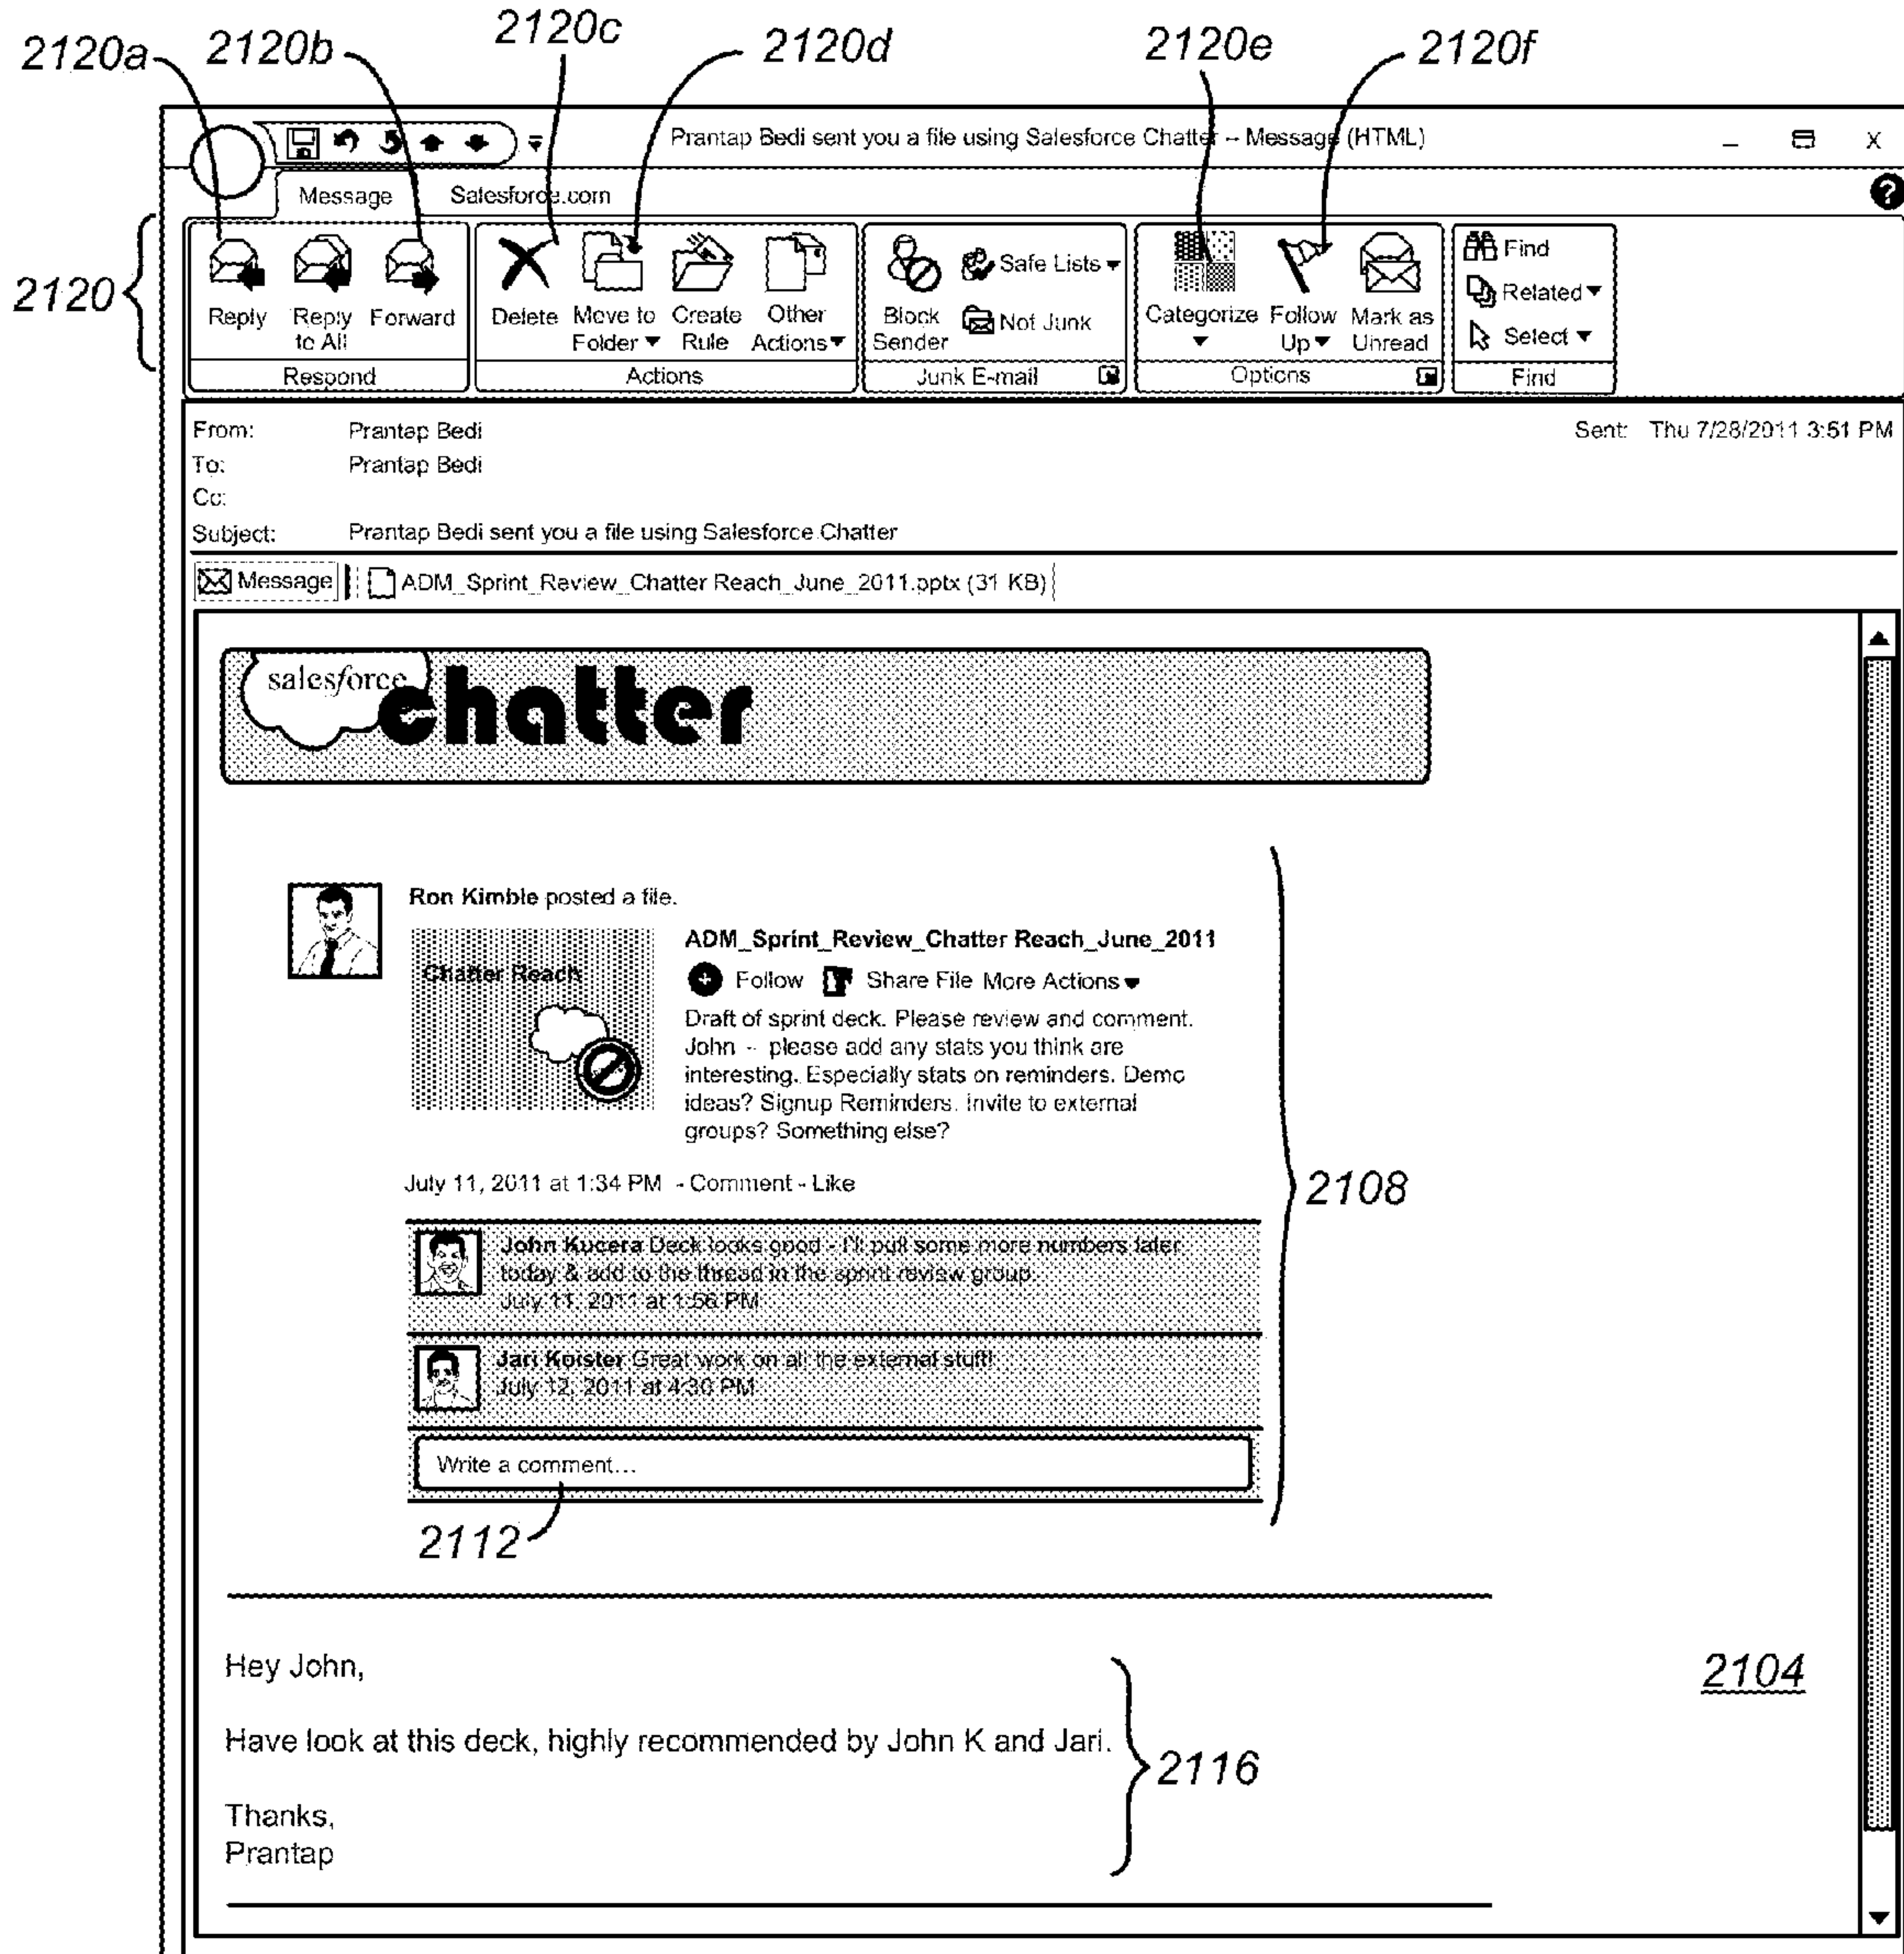 2120a 2120b 2120c 2120d 2120e 2120f
Prantap Bedi sent you a file using Salesforce Chatter -- Message (HTML)
_ X
Message Salesforce.com ?
2120
Reply Reply to All Forward
Respond
Delete Move to Folder Create Rule Other Actions
Actions
Block Sender Safe Lists Not Junk
Junk E-mail
Categorize Follow Up Mark as Unread
Options
Find
Related
Select
Find
From: Prantap Bedi Sent: Thu 7/28/2011 3:51 PM
To: Prantap Bedi
Cc:
Subject: Prantap Bedi sent you a file using Salesforce Chatter
Message ADM_Sprint_Review_Chatter Reach_June_2011.pptx (31 KB)
salesforce
chatter
Ron Kimble posted a file.
Chatter Reach
ADM_Sprint_Review_Chatter Reach_June_2011
Follow Share File More Actions
Draft of sprint deck. Please review and comment.
John -- please add any stats you think are
interesting. Especially stats on reminders. Demo
ideas? Signup Reminders. Invite to external
groups? Something else?
July 11, 2011 at 1:34 PM - Comment - Like
2108
John Kucera Deck looks good - I'll pull some more numbers later
today & add to the thread in the sprint review group.
July 11, 2011 at 1:56 PM
Jari Koister Great work on all the external stuff!
July 12, 2011 at 4:30 PM
Write a comment...
2112
Hey John,
2104
Have look at this deck, highly recommended by John K and Jari.
2116
Thanks,
Prantap